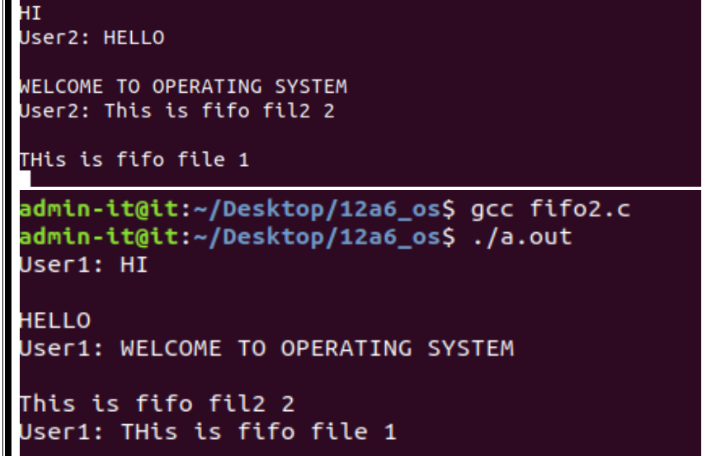 HI
User2: HELLO
WELCOME TO OPERATING SYSTEM
User2: This is fifo fil2 2
THis is fifo file 1
admin-it@it:~/Desktop/12a6_os$ gcc fifo2.c
admin-it@it:~/Desktop/12a6_os$ ./a.out
User1: HI
HELLO
User1: WELCOME TO OPERATING SYSTEM
This is fifo fil2 2
User1: THis is fifo file 1